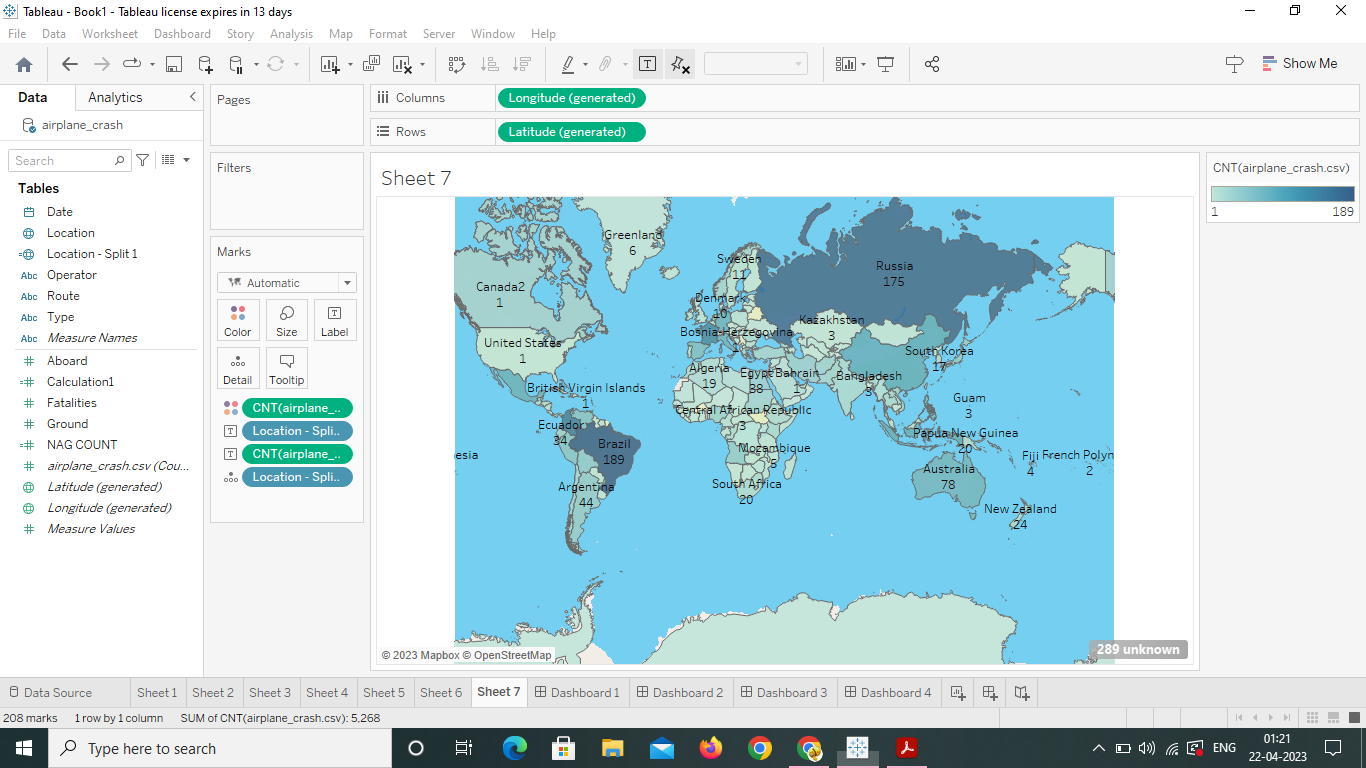 Tableau - Book1 - Tableau license expires in 13 days
File Data Worksheet Dashboard Story Analysis Map Format Server Window Help
Show Me
Data Analytics
airplane_crash
Search
Tables
Date
Location
Location - Split 1
Abc Operator
Abc Route
Abc Type
Abc Measure Names
Aboard
Calculation1
Fatalities
Ground
NAG COUNT
airplane_crash.csv (Cou...
Latitude (generated)
Longitude (generated)
Measure Values
Pages
Filters
Marks
Automatic
Color Size Label
Detail Tooltip
CNT(airplane_..
Location - Spli..
CNT(airplane_..
Location - Spli..
Columns Longitude (generated)
Rows Latitude (generated)
Sheet 7
Greenland
6
Sweden
11
Russia
175
Canada2
1
Denmark
10
Kazakhstan
3
Bosnia-Herzegovina
1
United States
1
South Korea
17
Algeria
19
Egypt
38
Bahrain
1
Bangladesh
British Virgin Islands
1
Guam
3
Central African Republic
3
Ecuador
34
Brazil
189
Papua New Guinea
20
Mozambique
5
esia
Fiji
4
French Polyn
2
Australia
78
South Africa
20
Argentina
44
New Zealand
24
© 2023 Mapbox © OpenStreetMap
289 unknown
CNT(airplane_crash.csv)
1 189
Data Source Sheet 1 Sheet 2 Sheet 3 Sheet 4 Sheet 5 Sheet 6 Sheet 7 Dashboard 1 Dashboard 2 Dashboard 3 Dashboard 4
208 marks 1 row by 1 column SUM of CNT(airplane_crash.csv): 5,268
Type here to search
ENG
01:21
22-04-2023